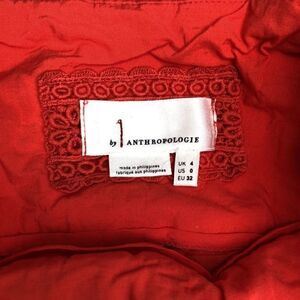 by ANTHROPOLOGIE
made in philippines
fabriqué aux philippines
UK 4
US 0
EU 32